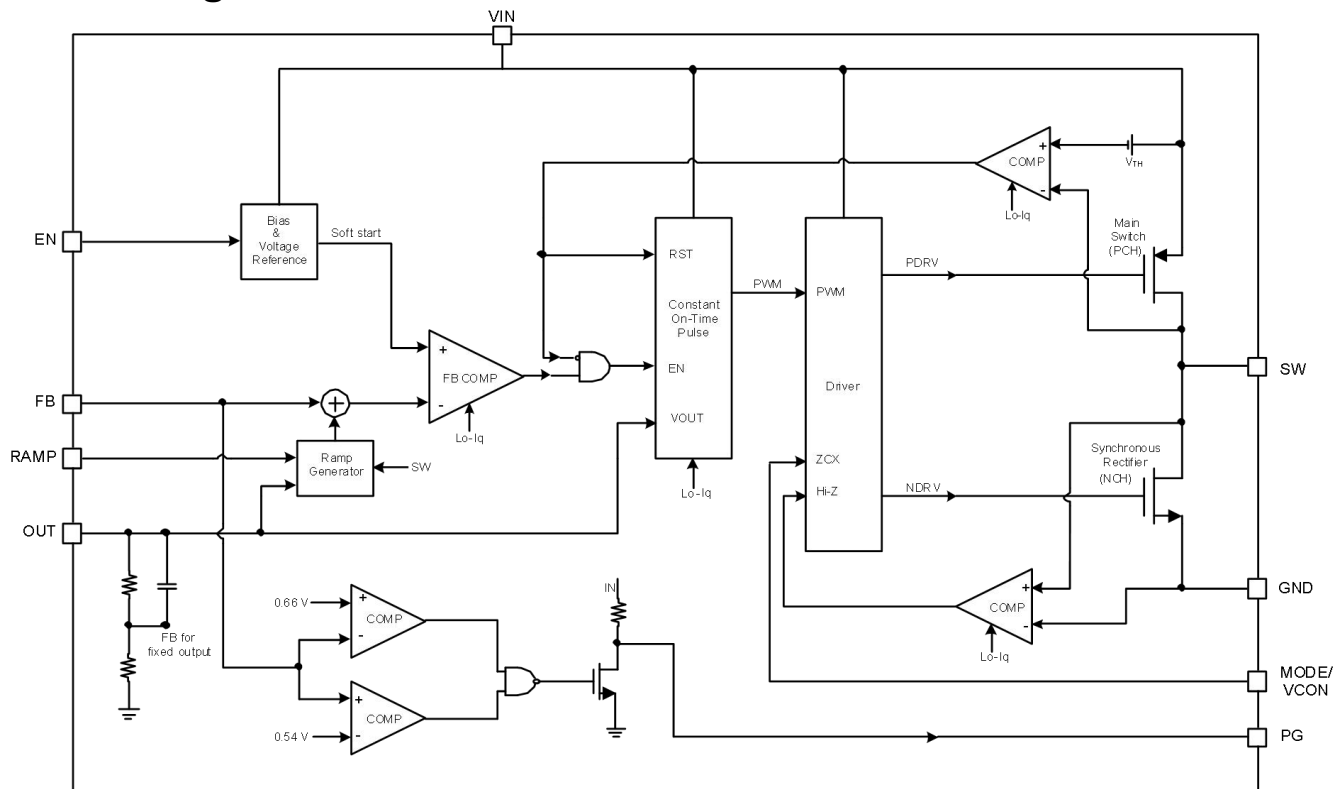 g
VIN
COMP
+
-
VTH
Lo-Iq
Bias
&
Voltage
Reference
EN
Soft start
Main
Switch
(PCH)
RST
PDRV
PWM
PWM
Constant
On-Time
Pulse
+
FB COMP
-
Lo-Iq
EN
Driver
SW
FB
+
VOUT
RAMP
Ramp
Generator
SW
Synchronous
Rectifier
(NCH)
ZCX
Lo-Iq
Hi-Z
NDRV
OUT
GND
IN
+
COMP
-
Lo-Iq
0.66 V
+
COMP
-
FB for
fixed output
MODE/
VCON
+
COMP
-
0.54 V
PG